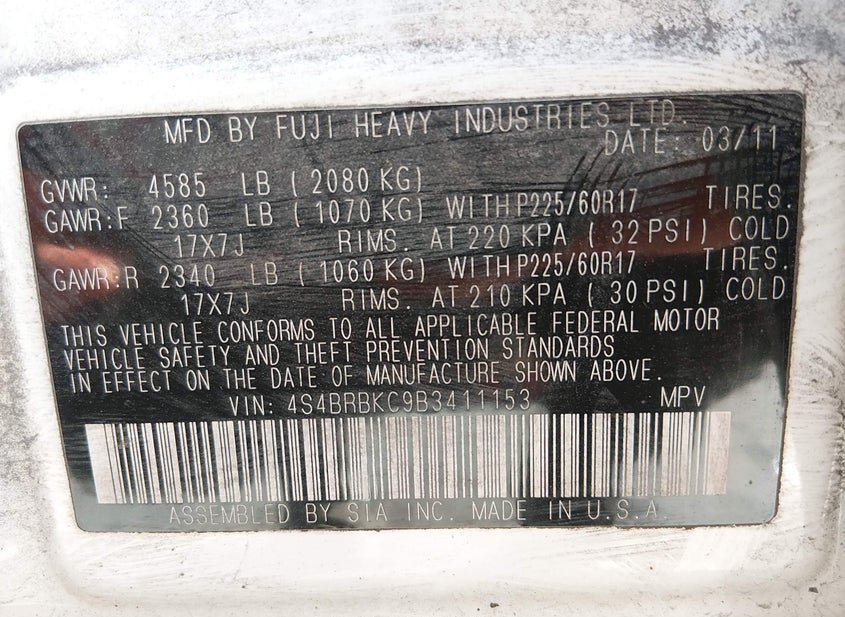 MFD BY FUJI HEAVY INDUSTRIES LTD.
DATE: 03/11
GVWR: 4585 LB ( 2080 KG)
GAWR:F 2360 LB ( 1070 KG) WITH P225/60R17 TIRES.
17X7J RIMS. AT 220 KPA ( 32 PSI) COLD
GAWR:R 2340 LB ( 1060 KG) WITH P225/60R17 TIRES.
17X7J RIMS. AT 210 KPA ( 30 PSI) COLD
THIS VEHICLE CONFORMS TO ALL APPLICABLE FEDERAL MOTOR
VEHICLE SAFETY AND THEFT PREVENTION STANDARDS
IN EFFECT ON THE DATE OF MANUFACTURE SHOWN ABOVE.
VIN: 4S4BRBKC9B3411153 MPV
ASSEMBLED BY SIA INC. MADE IN U.S.A.